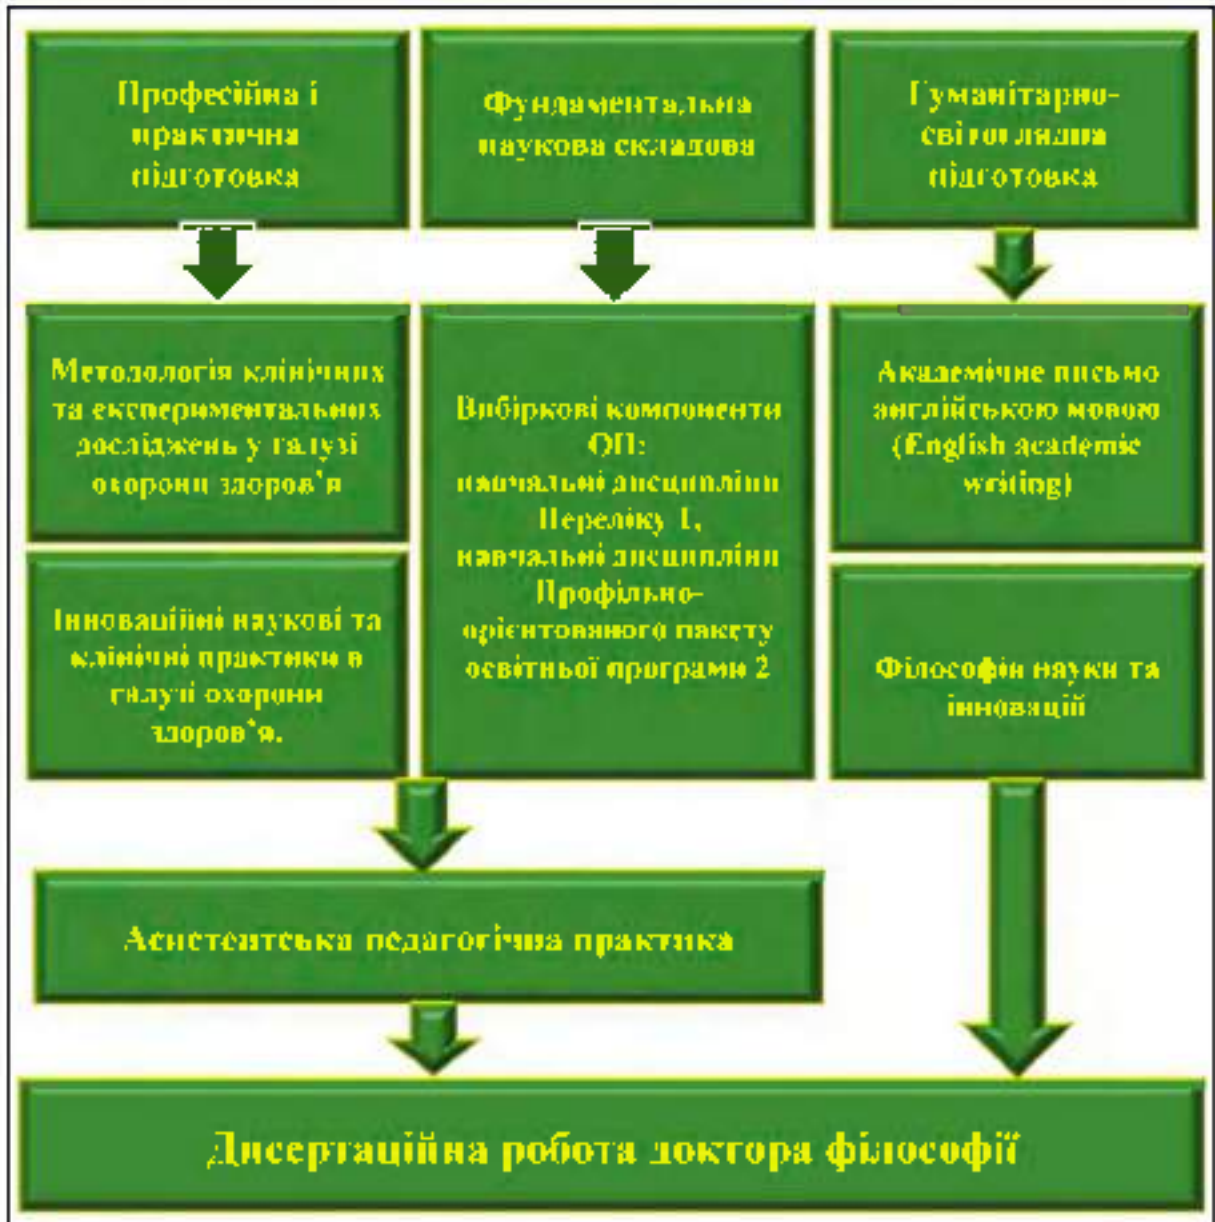 Професійна і
практична
підготовка
Фундаментальна
наукова складова
Гуманітарно-
світоглядна
підготовка
Методологія клінічних
та експериментальних
досліджень у галузі
охорони здоров'я
Інноваційні наукові та
клінічні практики в
галузі охорони
здоров'я.
Вибіркові компоненти
ОП:
навчальні дисципліни
Переліку 1,
навчальні дисципліни
Профільно-
орієнтованого пакету
освітньої програми 2
Академічне письмо
англійською мовою
(English academic
writing)
Філософія науки та
інновацій
Асистентська педагогічна практика
Дисертаційна робота доктора філософії